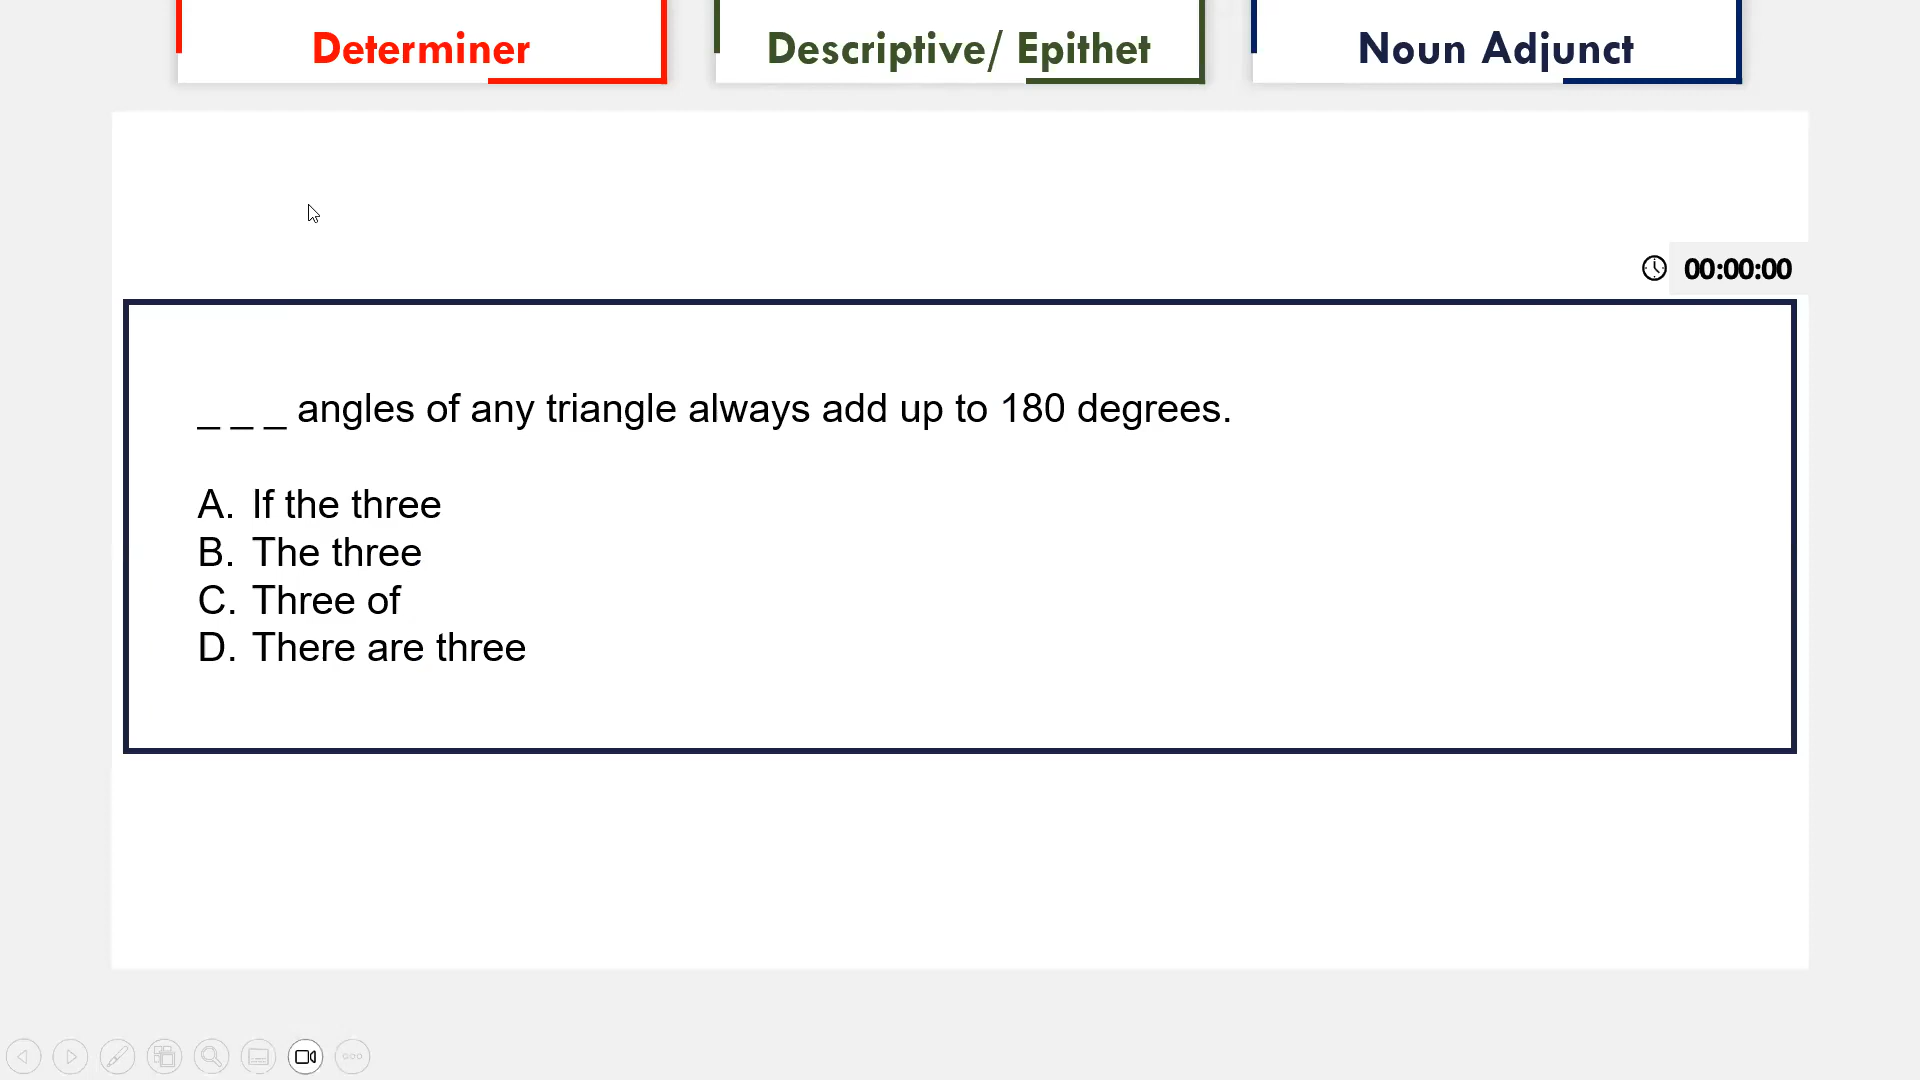 Determiner
Descriptive/ Epithet
Noun Adjunct
00:00:00
_ _ _ angles of any triangle always add up to 180 degrees.
A. If the three
B. The three
C. Three of
D. There are three